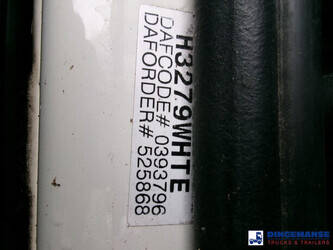 H3279WHTE
DAFCODE# 0393796
DAFORDER# 525868
DINGEMANSE
TRUCKS & TRAILERS